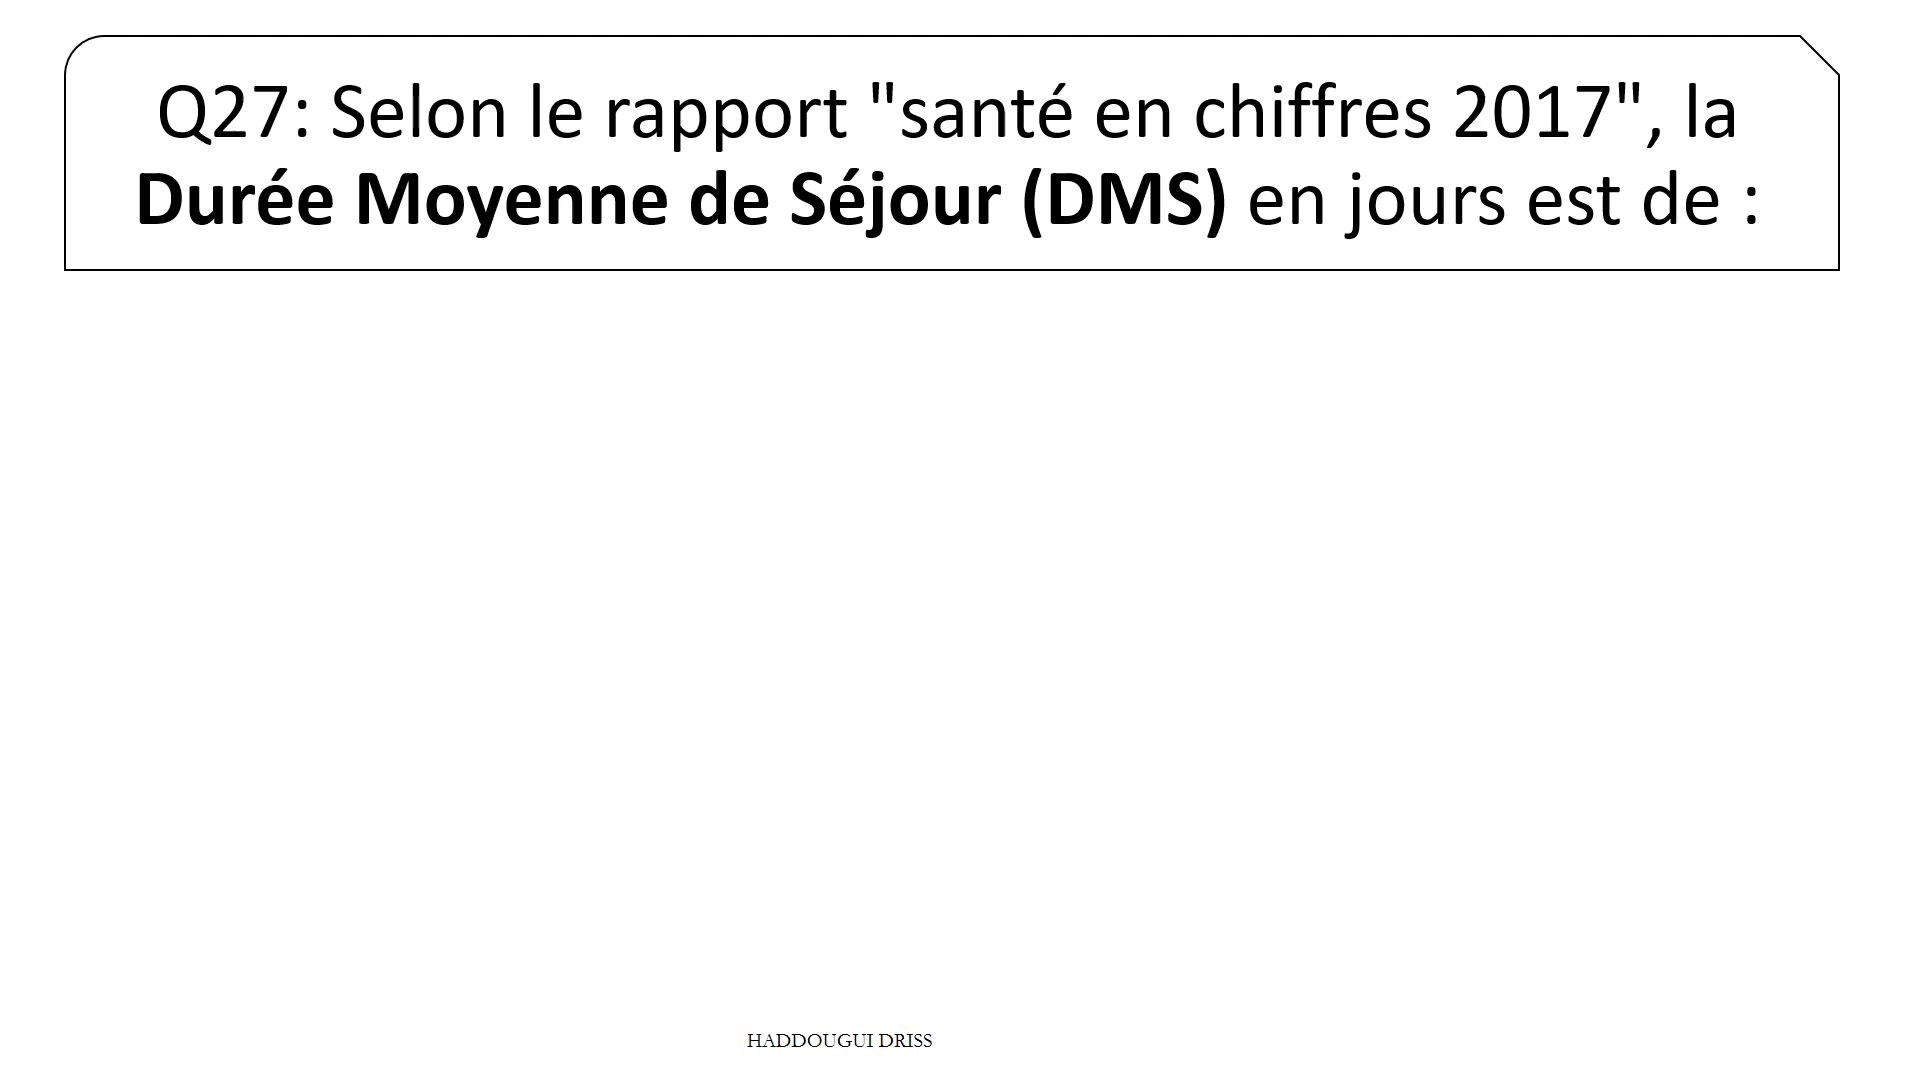 Q27: Selon le rapport "santé en chiffres 2017", la
Durée Moyenne de Séjour (DMS) en jours est de :
HADDOUGUI DRISS